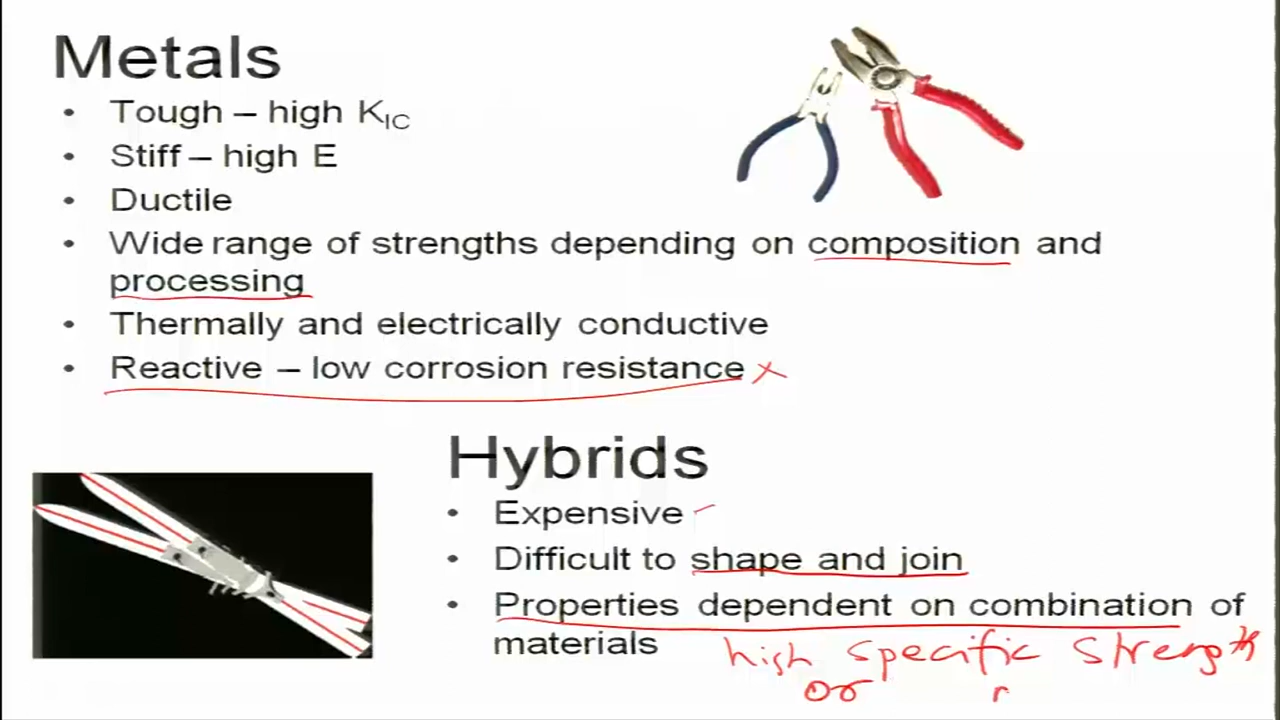 Metals
• Tough – high KIC
• Stiff – high E
• Ductile
• Wide range of strengths depending on composition and
processing
• Thermally and electrically conductive
• Reactive – low corrosion resistance
Hybrids
• Expensive
• Difficult to shape and join
• Properties dependent on combination of
materials
high specific strength
or